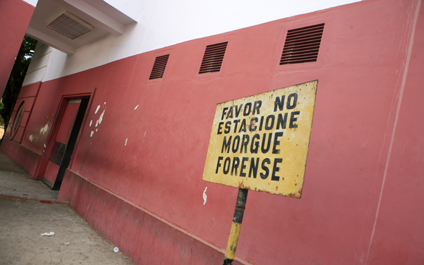 FAVOR NO
ESTACIONE
MORGUE
FORENSE